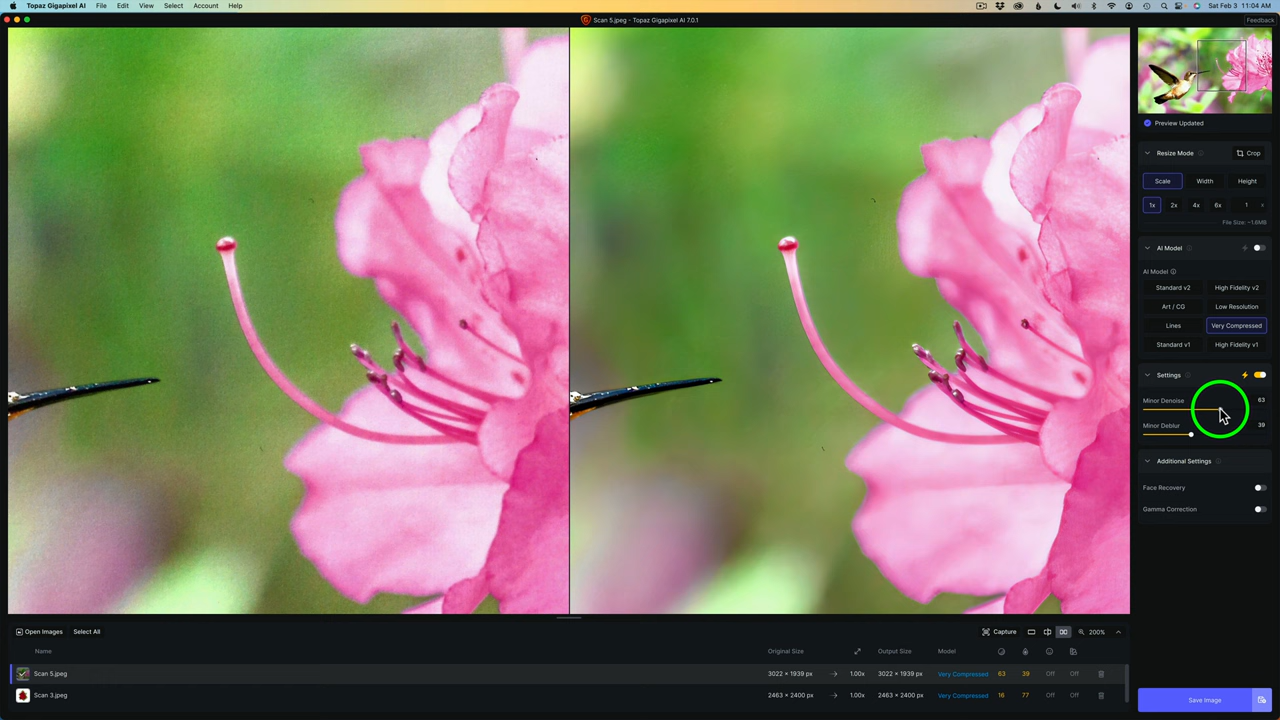 Topaz Gigapixel AI File Edit View Select Account Help Sat Feb 3 11:04 AM
Scan 5.jpeg - Topaz Gigapixel AI 7.0.1 Feedback
Preview Updated
Resize Mode Crop
Scale Width Height
1x 2x 4x 6x 1 x
File Size: ~1.6MB
AI Model
AI Model
Standard v2 High Fidelity v2
Art / CG Low Resolution
Lines Very Compressed
Standard v1 High Fidelity v1
Settings
Minor Denoise 63
Minor Deblur 39
Additional Settings
Face Recovery
Gamma Correction
Open Images Select All Capture 200%
Name Original Size Output Size Model
Scan 5.jpeg 3022 × 1939 px 1.00x 3022 × 1939 px Very Compressed 63 39 Off Off
Scan 3.jpeg 2463 × 2400 px 1.00x 2463 × 2400 px Very Compressed 16 77 Off Off
Save Image